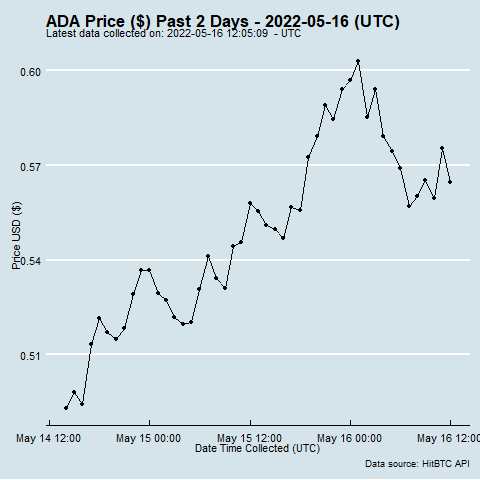 ADA Price ($) Past 2 Days - 2022-05-16 (UTC)
Latest data collected on: 2022-05-16 12:05:09 - UTC
Price USD ($)
0.60
0.57
0.54
0.51
May 14 12:00 May 15 00:00 May 15 12:00 May 16 00:00 May 16 12:00
Date Time Collected (UTC)
Data source: HitBTC API